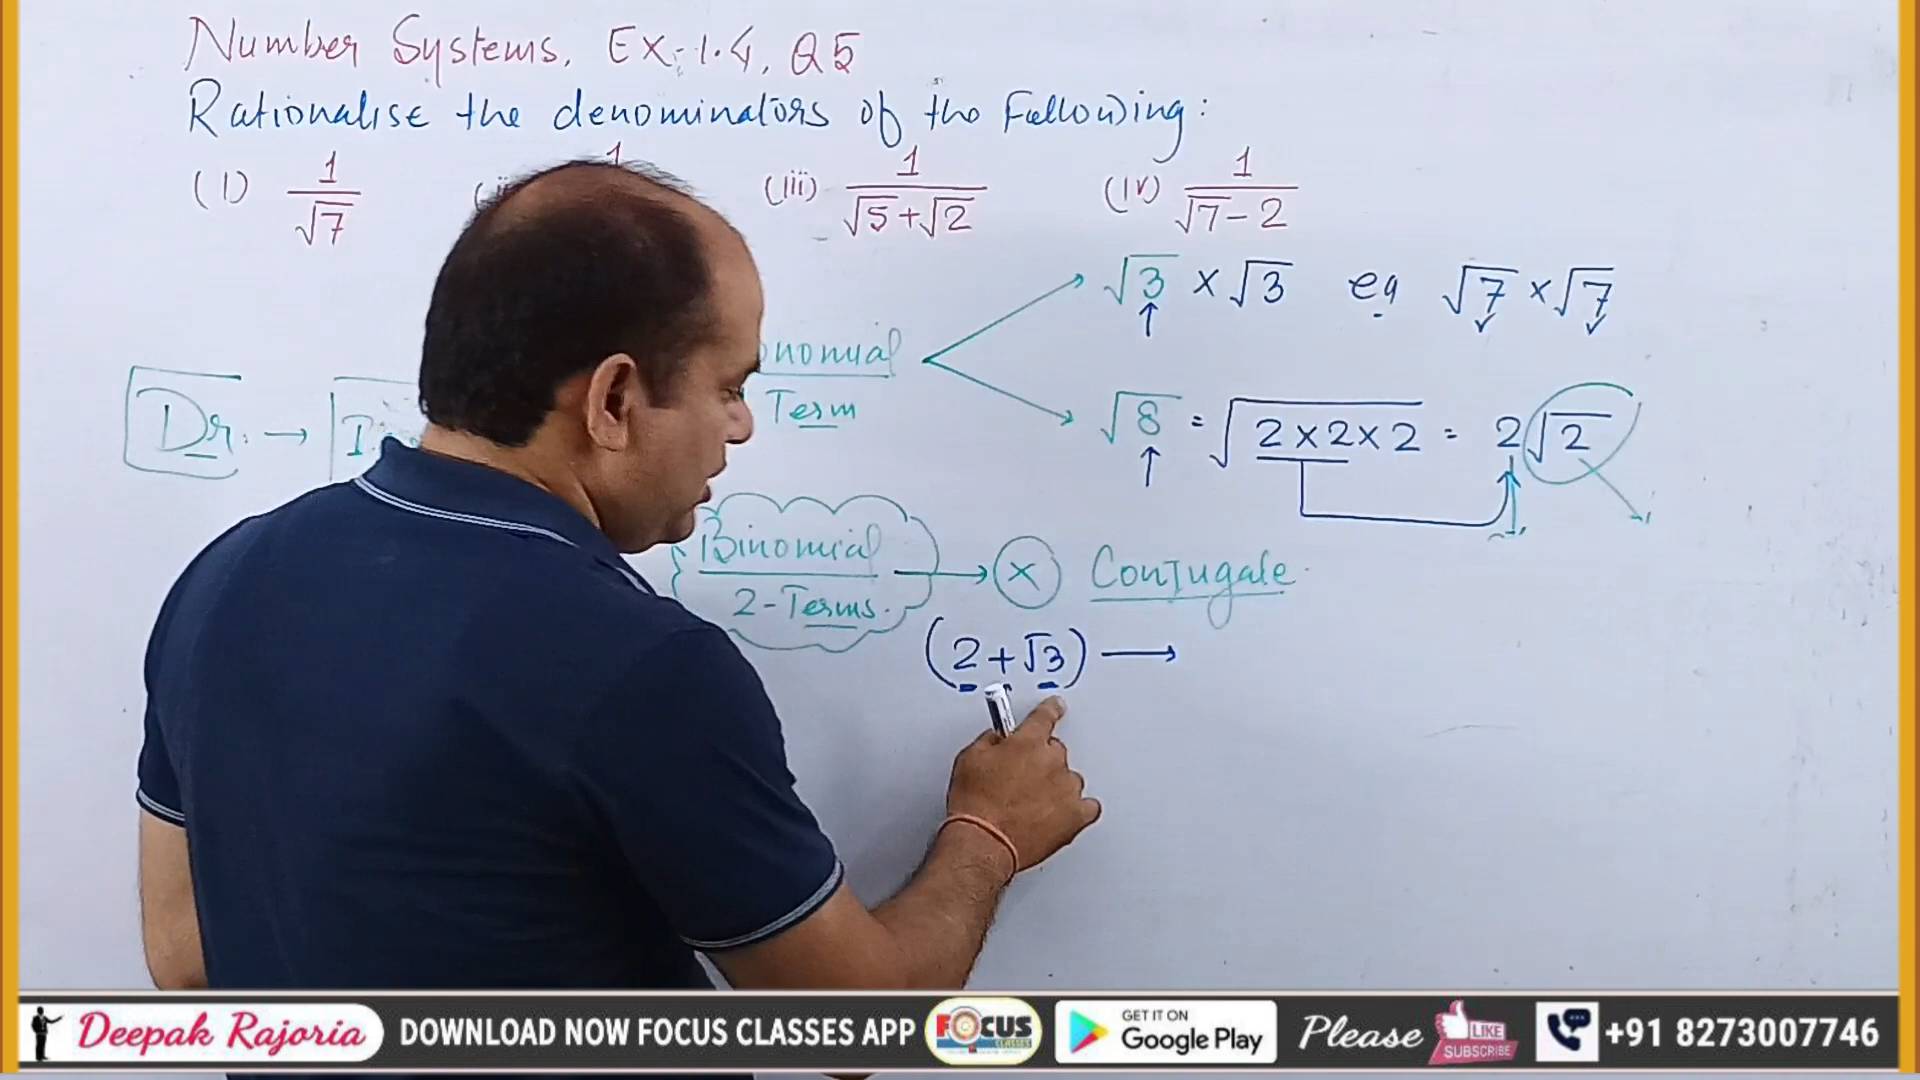 Number Systems, Ex-1.4, Q5
Rationalise the denominators of the Following:
(I) 1/√7 1 (iii) 1/(√5+√2) (iv) 1/(√7-2)
√3 × √3 eg √7 × √7
onomial
Term
Dr. →
√8 = √2×2×2 = 2√2
Binomial → × Conjugate
2-Terms.
(2+√3) →
Deepak Rajoria DOWNLOAD NOW FOCUS CLASSES APP FOCUS CLASSES GET IT ON Google Play Please LIKE SUBSCRIBE +91 8273007746